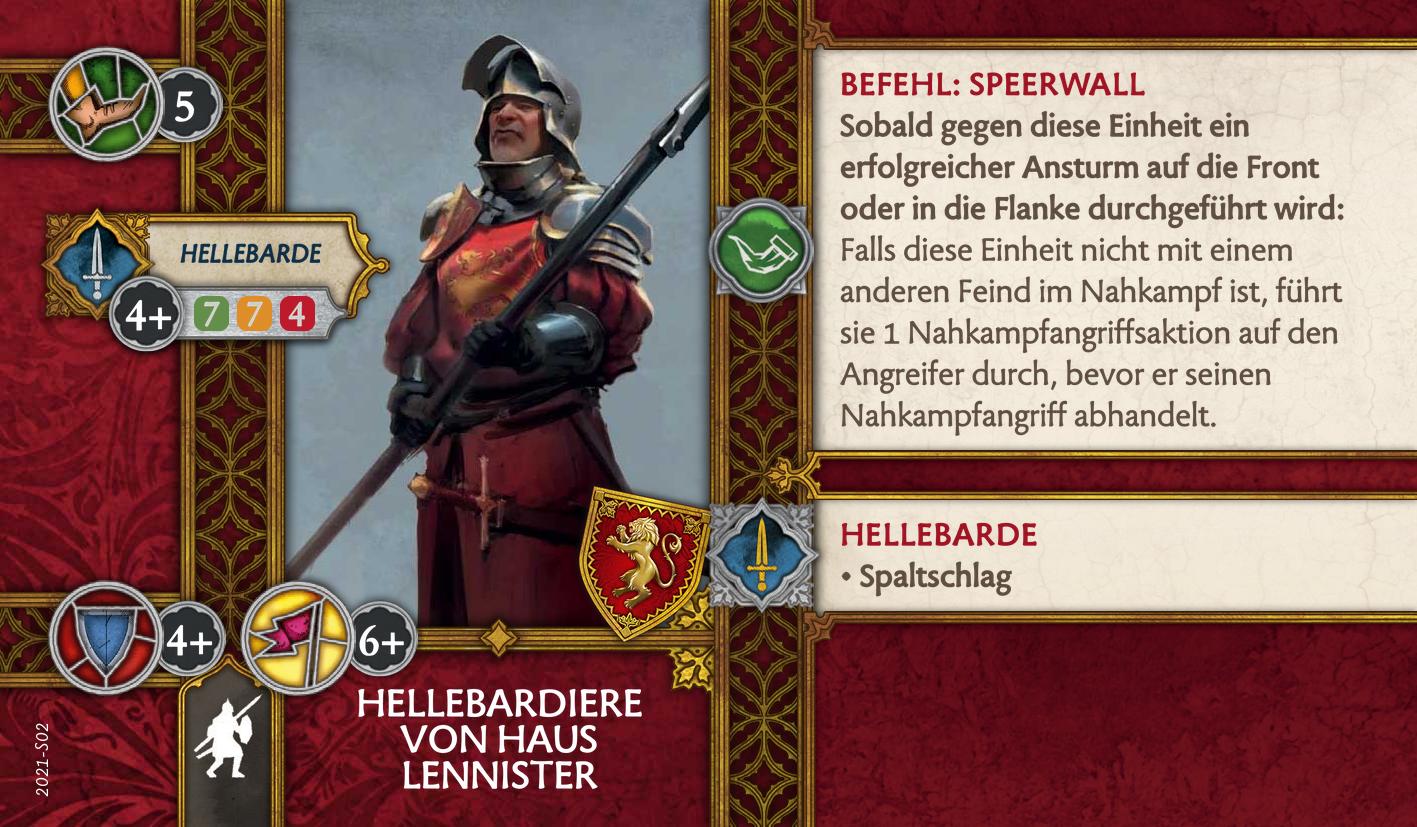 5
HELLEBARDE
4+ 7 7 4
4+ 6+
HELLEBARDIERE
VON HAUS
LENNISTER
2021-S02
BEFEHL: SPEERWALL
Sobald gegen diese Einheit ein
erfolgreicher Ansturm auf die Front
oder in die Flanke durchgeführt wird:
Falls diese Einheit nicht mit einem
anderen Feind im Nahkampf ist, führt
sie 1 Nahkampfangriffsaktion auf den
Angreifer durch, bevor er seinen
Nahkampfangriff abhandelt.
HELLEBARDE
• Spaltschlag